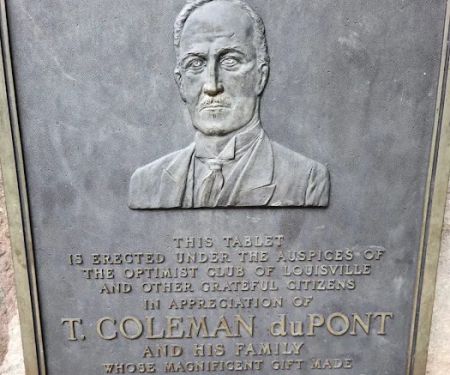 THIS TABLET
IS ERECTED UNDER THE AUSPICES OF
THE OPTIMIST CLUB OF LOUISVILLE
AND OTHER GRATEFUL CITIZENS
IN APPRECIATION OF
T. COLEMAN duPONT
AND HIS FAMILY
WHOSE MAGNIFICENT GIFT MADE